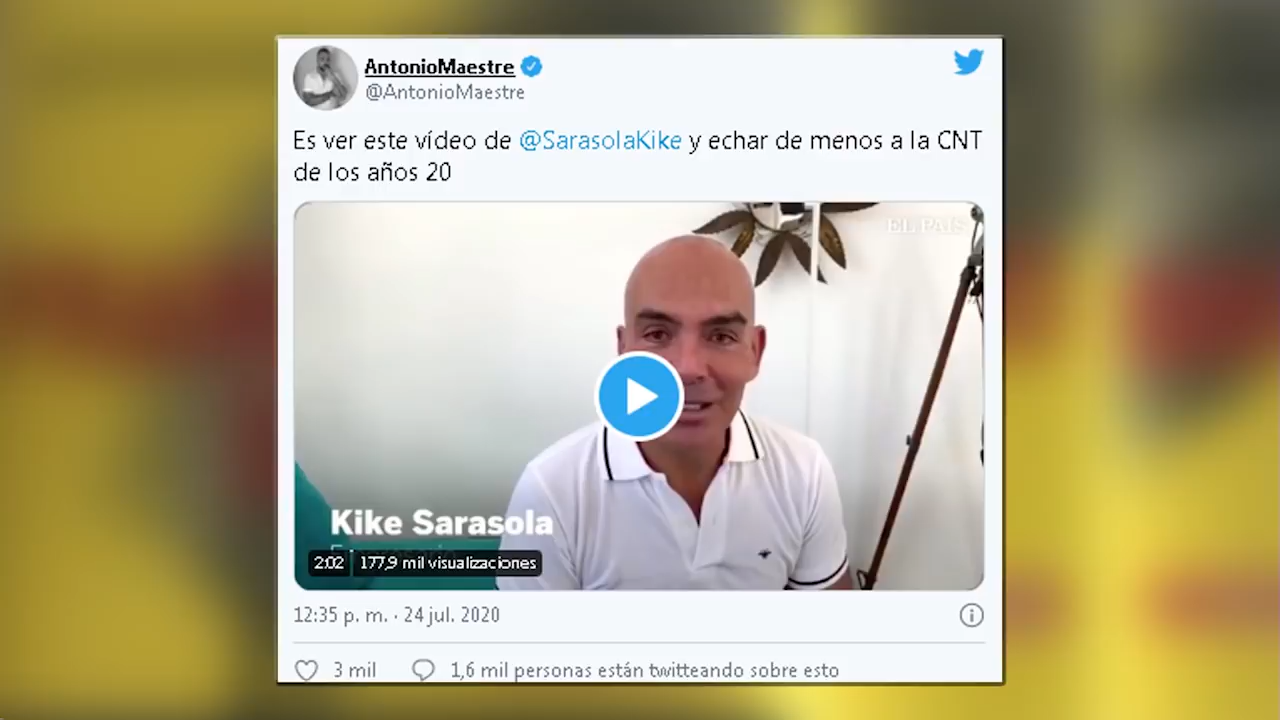 AntonioMaestre
@AntonioMaestre
Es ver este vídeo de @SarasolaKike y echar de menos a la CNT
de los años 20
EL PAÍS
Kike Sarasola
2:02 177,9 mil visualizaciones
12:35 p. m. · 24 jul. 2020
3 mil 1,6 mil personas están twitteando sobre esto